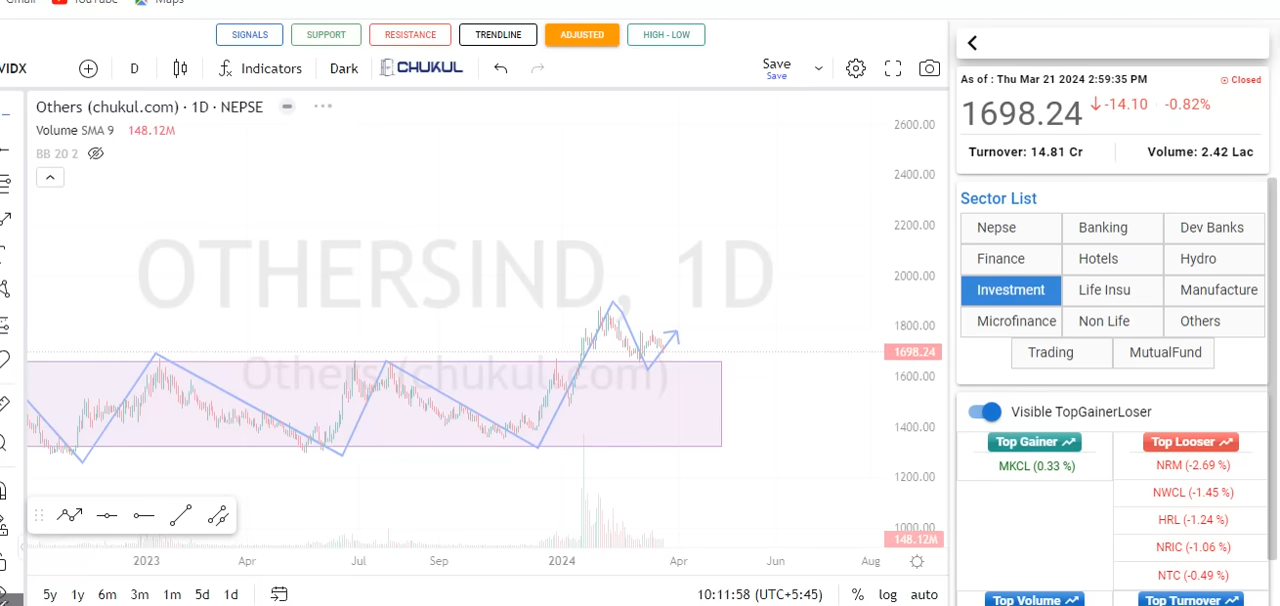 Gmail YouTube Maps
SIGNALS SUPPORT RESISTANCE TRENDLINE ADJUSTED HIGH - LOW
VIDX D Indicators Dark CHUKUL Save
Save
Others (chukul.com) · 1D · NEPSE
Volume SMA 9 148.12M
BB 20 2
OTHERSIND, 1D
Others (chukul.com)
2600.00
2400.00
2200.00
2000.00
1800.00
1698.24
1600.00
1400.00
1200.00
1000.00
148.12M
2023 Apr Jul Sep 2024 Apr Jun Aug
5y 1y 6m 3m 1m 5d 1d 10:11:58 (UTC+5:45) % log auto
As of : Thu Mar 21 2024 2:59:35 PM Closed
1698.24 -14.10 -0.82%
Turnover: 14.81 Cr Volume: 2.42 Lac
Sector List
Nepse Banking Dev Banks
Finance Hotels Hydro
Investment Life Insu Manufacture
Microfinance Non Life Others
Trading MutualFund
Visible TopGainerLoser
Top Gainer Top Looser
MKCL (0.33 %) NRM (-2.69 %)
NWCL (-1.45 %)
HRL (-1.24 %)
NRIC (-1.06 %)
NTC (-0.49 %)
Top Volume Top Turnover